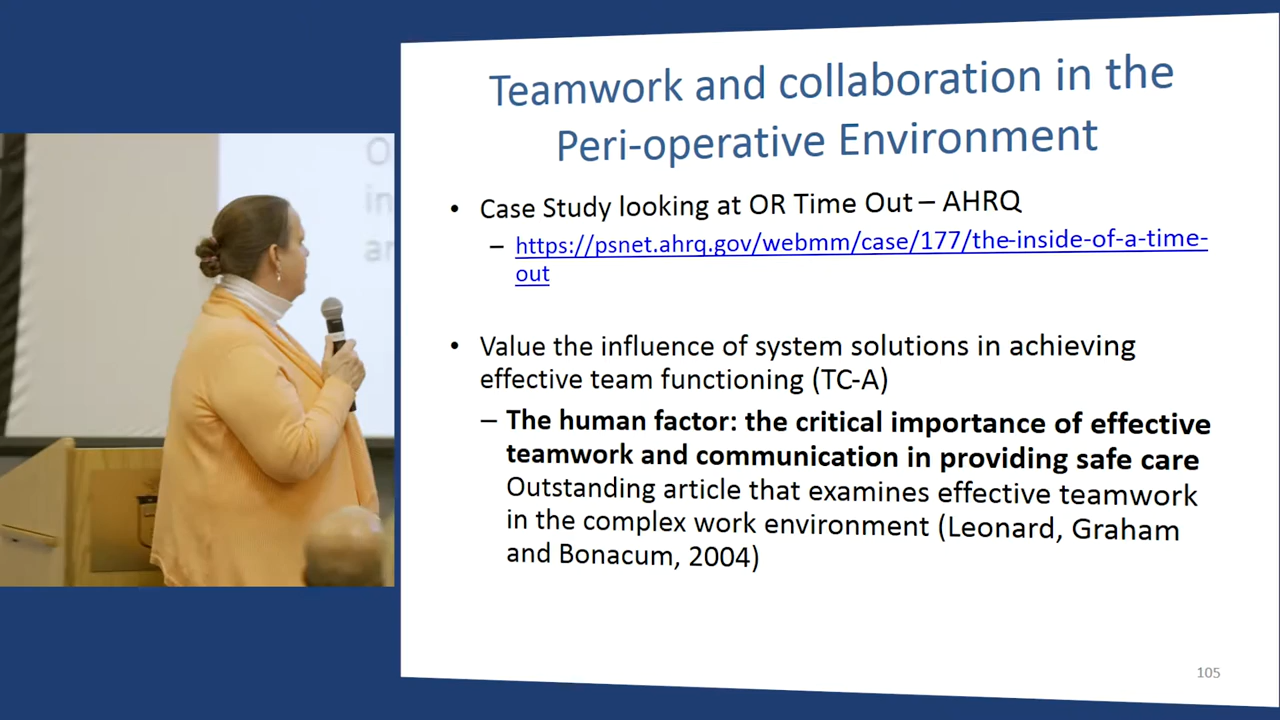 Teamwork and collaboration in the
Peri-operative Environment
• Case Study looking at OR Time Out – AHRQ
– https://psnet.ahrq.gov/webmm/case/177/the-inside-of-a-time-
out
• Value the influence of system solutions in achieving
effective team functioning (TC-A)
– The human factor: the critical importance of effective
teamwork and communication in providing safe care
Outstanding article that examines effective teamwork
in the complex work environment (Leonard, Graham
and Bonacum, 2004)
105
O
in
an